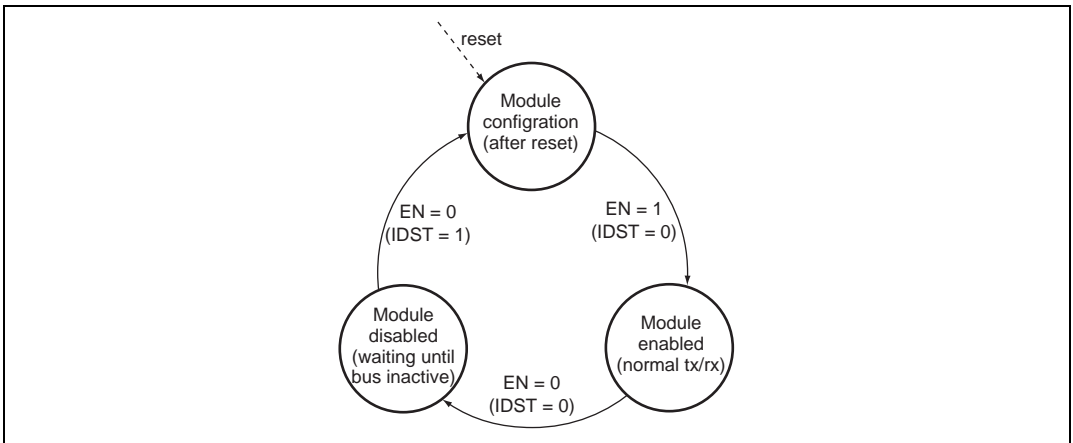 reset
Module
configration
(after reset)
EN = 0
(IDST = 1)
EN = 1
(IDST = 0)
Module
disabled
(waiting until
bus inactive)
Module
enabled
(normal tx/rx)
EN = 0
(IDST = 0)